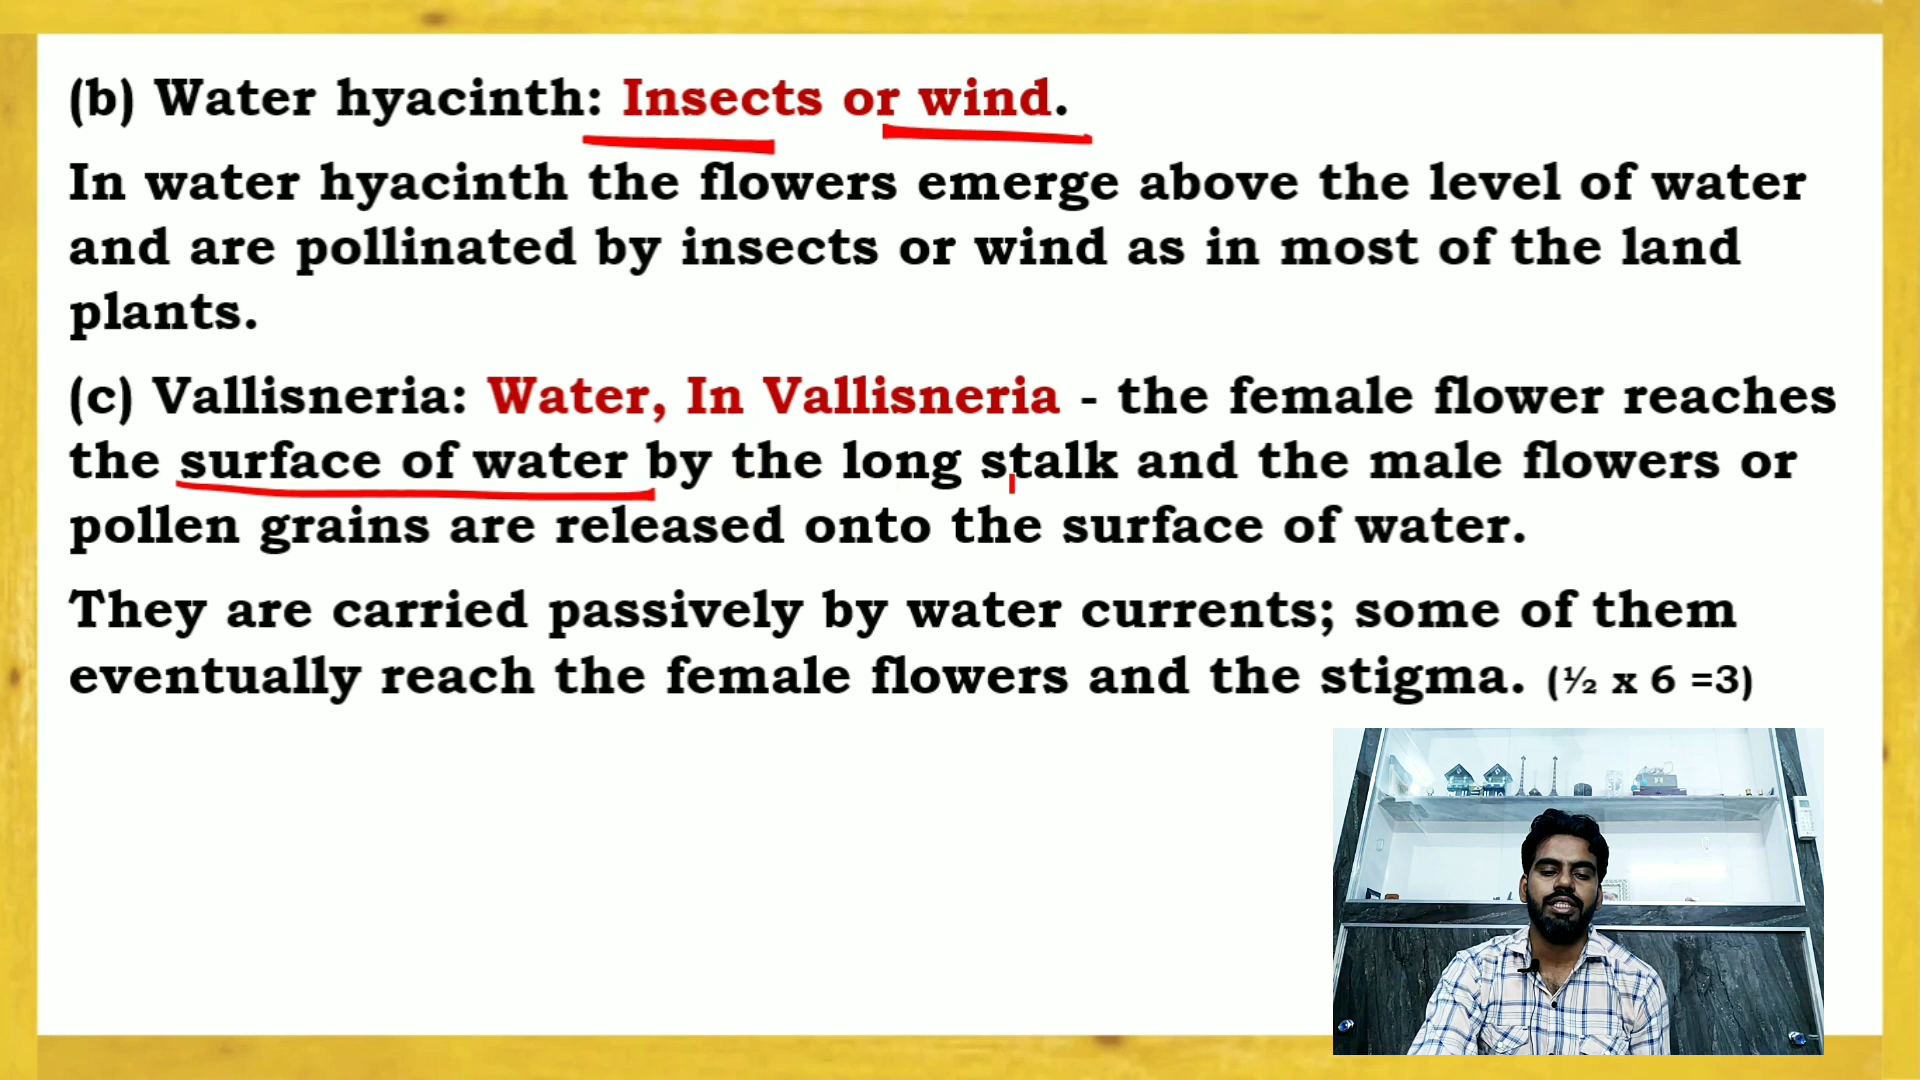 (b) Water hyacinth: Insects or wind.
In water hyacinth the flowers emerge above the level of water
and are pollinated by insects or wind as in most of the land
plants.
(c) Vallisneria: Water, In Vallisneria - the female flower reaches
the surface of water by the long stalk and the male flowers or
pollen grains are released onto the surface of water.
They are carried passively by water currents; some of them
eventually reach the female flowers and the stigma. (½ x 6 =3)